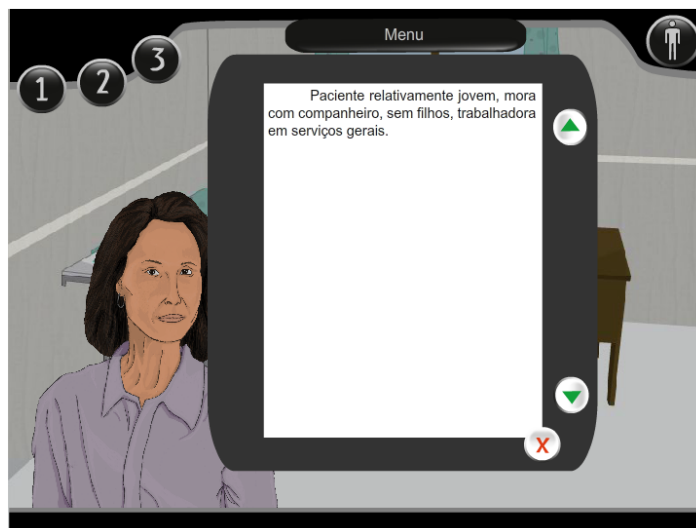 Menu
1
2
3
Paciente relativamente jovem, mora
com companheiro, sem filhos, trabalhadora
em serviços gerais.
X